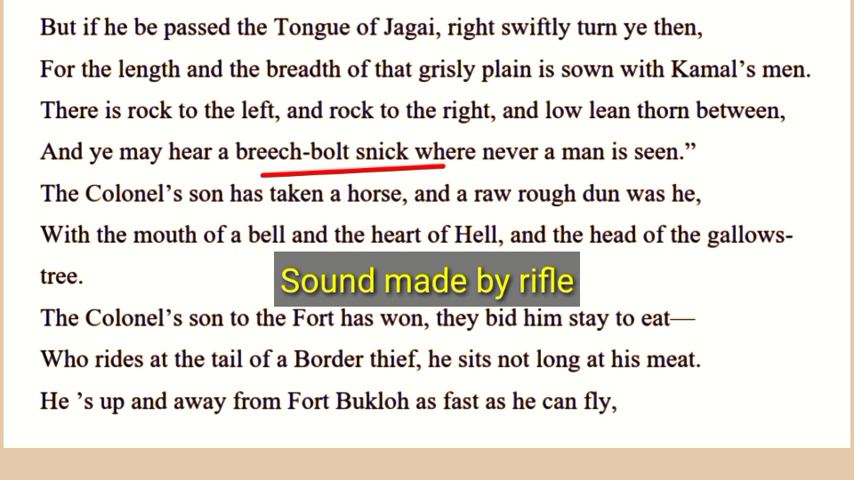 But if he be passed the Tongue of Jagai, right swiftly turn ye then,
For the length and the breadth of that grisly plain is sown with Kamal’s men.
There is rock to the left, and rock to the right, and low lean thorn between,
And ye may hear a breech-bolt snick where never a man is seen.”
The Colonel’s son has taken a horse, and a raw rough dun was he,
With the mouth of a bell and the heart of Hell, and the head of the gallows-
tree.
Sound made by rifle
The Colonel’s son to the Fort has won, they bid him stay to eat—
Who rides at the tail of a Border thief, he sits not long at his meat.
He ’s up and away from Fort Bukloh as fast as he can fly,